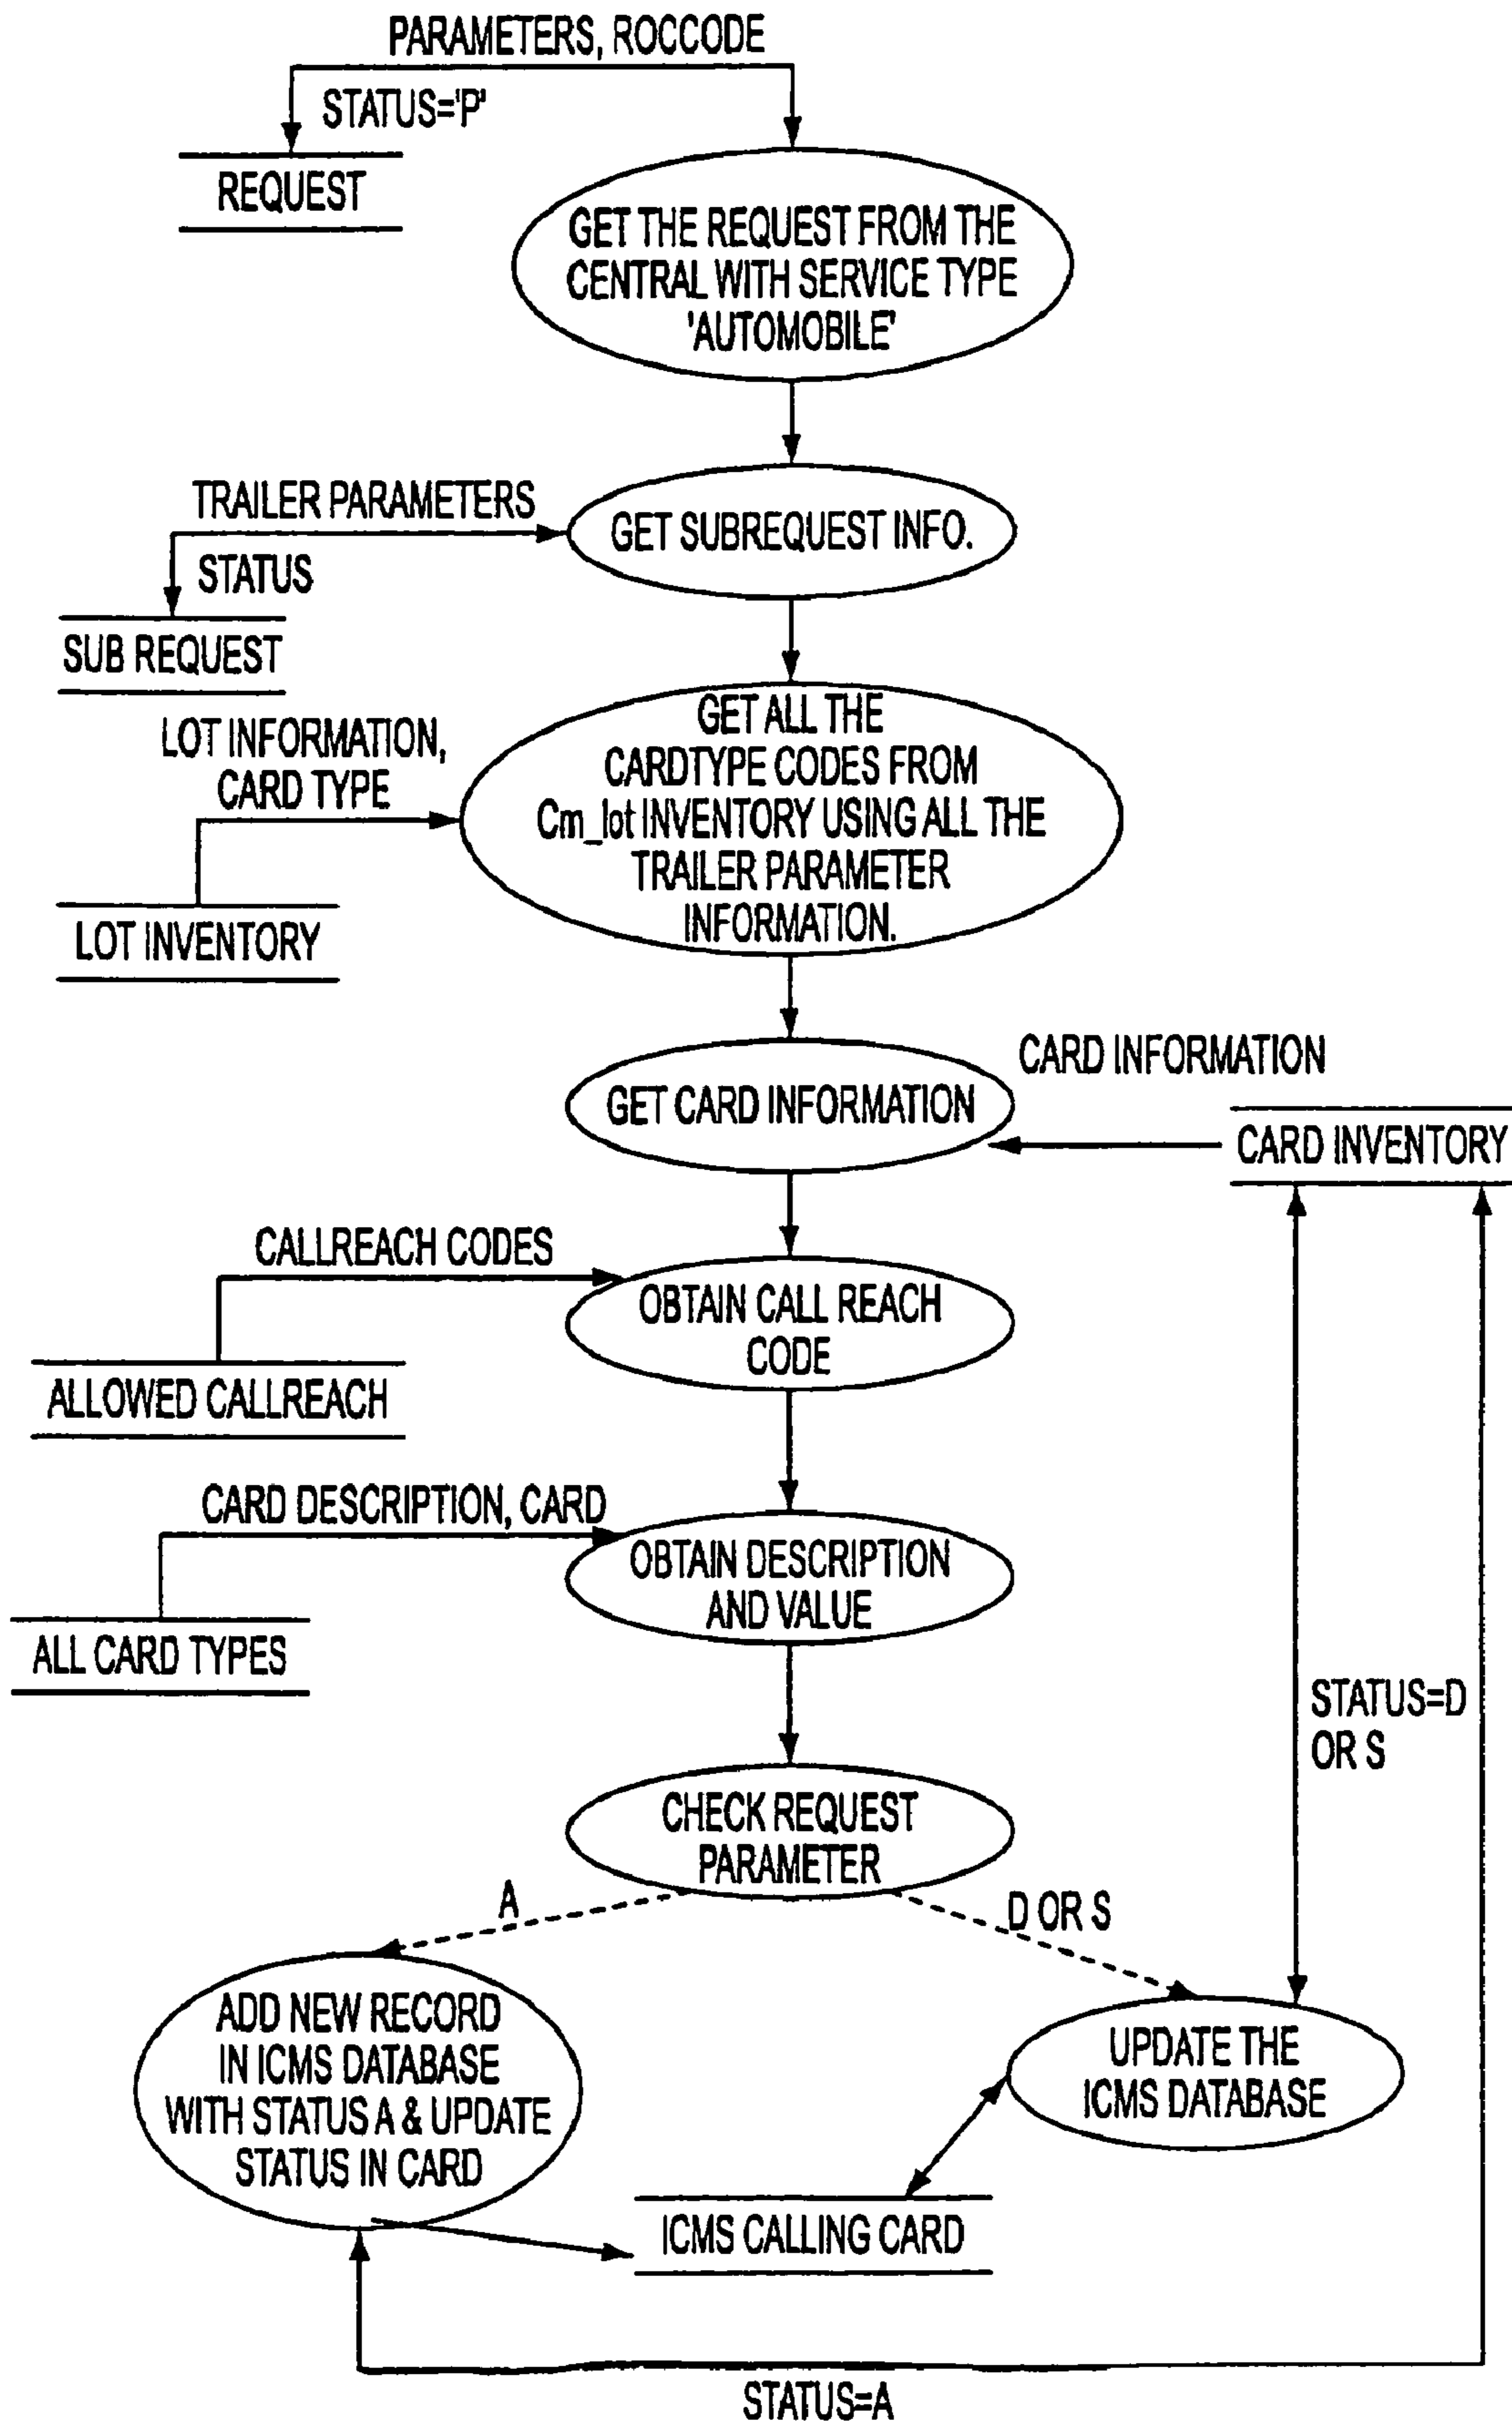 PARAMETERS, ROCCODE
STATUS='P'
REQUEST
GET THE REQUEST FROM THE
CENTRAL WITH SERVICE TYPE
'AUTOMOBILE'
TRAILER PARAMETERS
GET SUBREQUEST INFO.
STATUS
SUB REQUEST
LOT INFORMATION,
CARD TYPE
GET ALL THE
CARDTYPE CODES FROM
Cm_lot INVENTORY USING ALL THE
TRAILER PARAMETER
INFORMATION.
LOT INVENTORY
CARD INFORMATION
GET CARD INFORMATION
CARD INVENTORY
CALLREACH CODES
OBTAIN CALL REACH
CODE
ALLOWED CALLREACH
CARD DESCRIPTION, CARD
OBTAIN DESCRIPTION
AND VALUE
ALL CARD TYPES
STATUS=D
OR S
CHECK REQUEST
PARAMETER
A
D OR S
ADD NEW RECORD
IN ICMS DATABASE
WITH STATUS A & UPDATE
STATUS IN CARD
UPDATE THE
ICMS DATABASE
ICMS CALLING CARD
STATUS=A